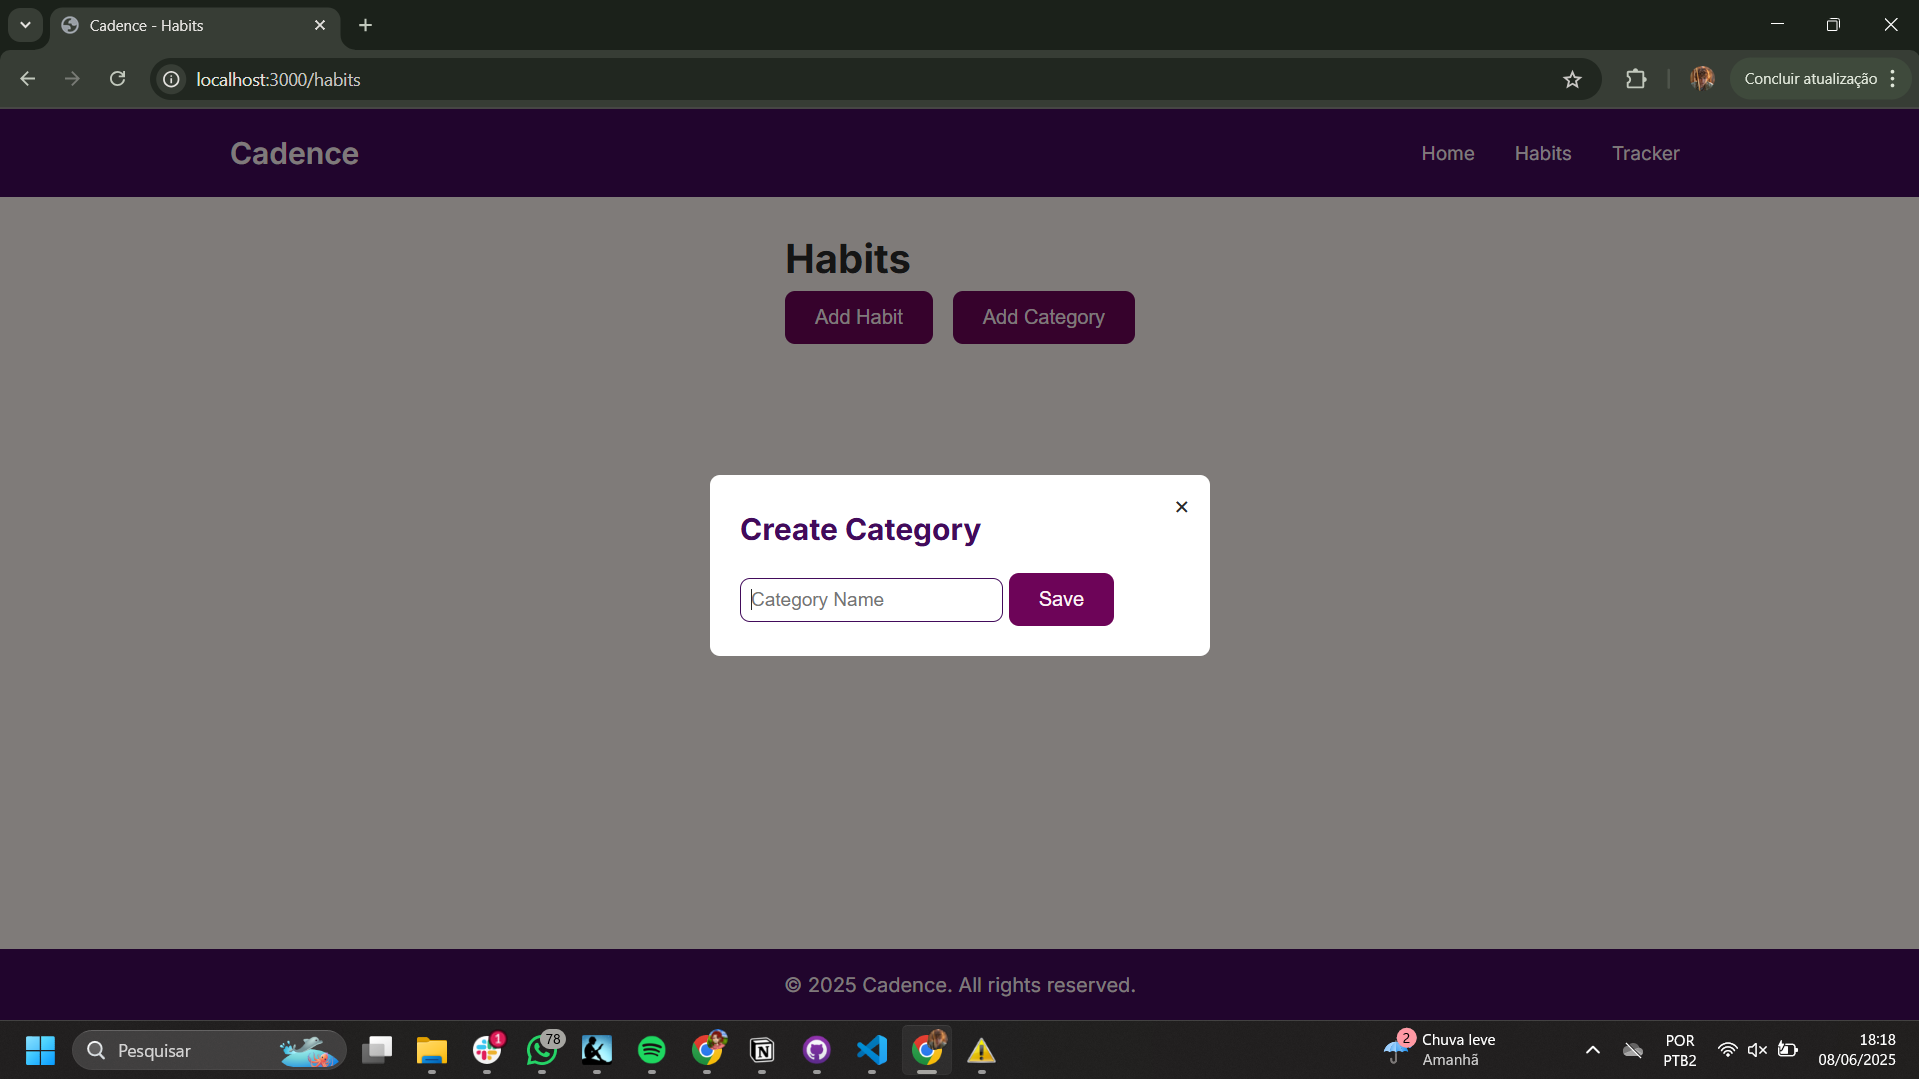 Cadence - Habits
localhost:3000/habits
Concluir atualização
Cadence
Home Habits Tracker
Habits
Add Habit Add Category
Create Category
Category Name Save
© 2025 Cadence. All rights reserved.
Pesquisar
1
78
2
Chuva leve
Amanhã
POR
PTB2
18:18
08/06/2025